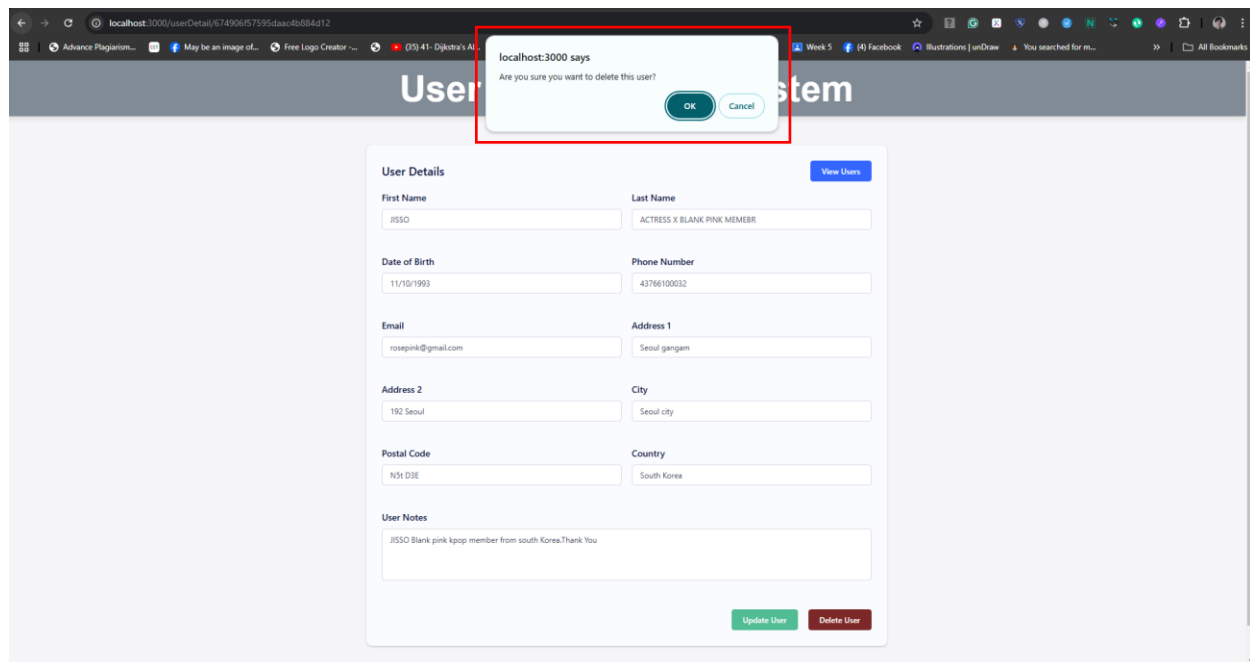 localhost:3000/userDetail/674906f57595daac4b884d12
Advance Plagiarism... May be an image of... Free Logo Creator -... (35) 41- Dijkstra's Al... Week 5 (4) Facebook Illustrations | unDraw You searched for m... >> All Bookmarks
localhost:3000 says
Are you sure you want to delete this user?
OK Cancel
User stem
User Details View Users
First Name Last Name
JISSO ACTRESS X BLANK PINK MEMEBR
Date of Birth Phone Number
11/10/1993 43766100032
Email Address 1
rosepink@gmail.com Seoul gangam
Address 2 City
192 Seoul Seoul city
Postal Code Country
N5t D3E South Korea
User Notes
JISSO Blank pink kpop member from south Korea.Thank You
Update User Delete User